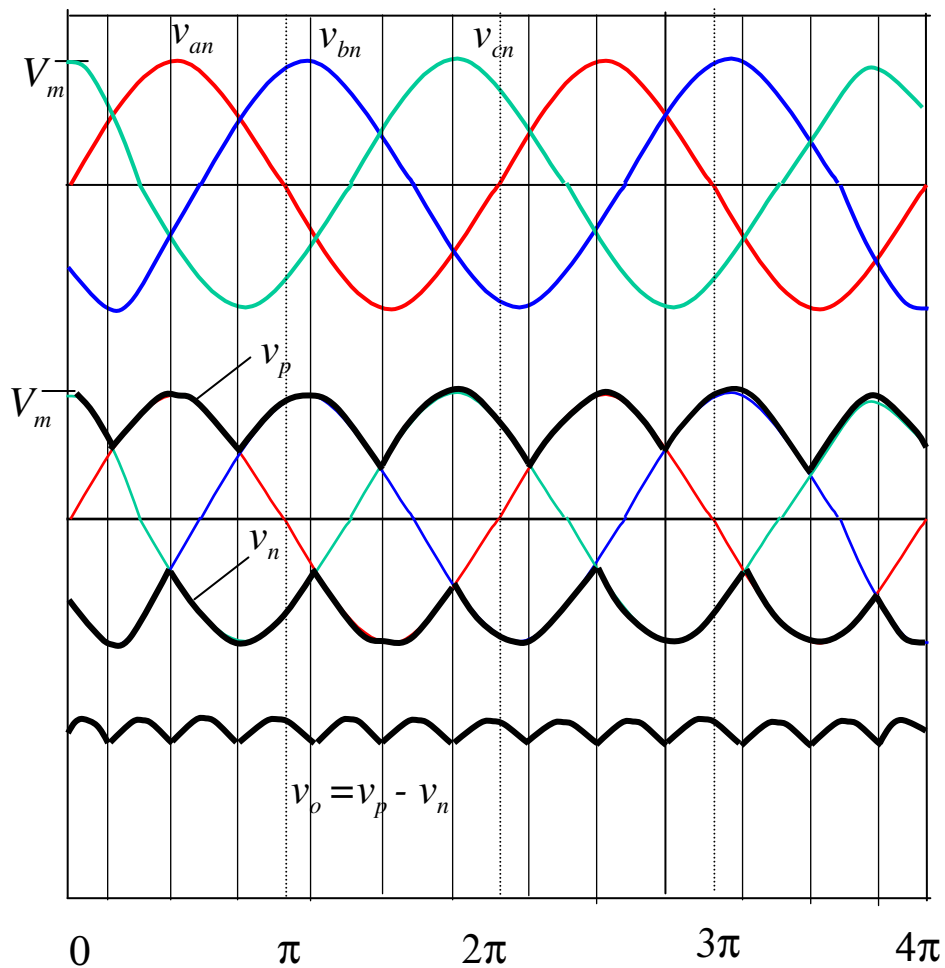 v_an v_bn v_cn
V_m
v_p
V_m
v_n
v_o = v_p - v_n
0 π 2π 3π 4π